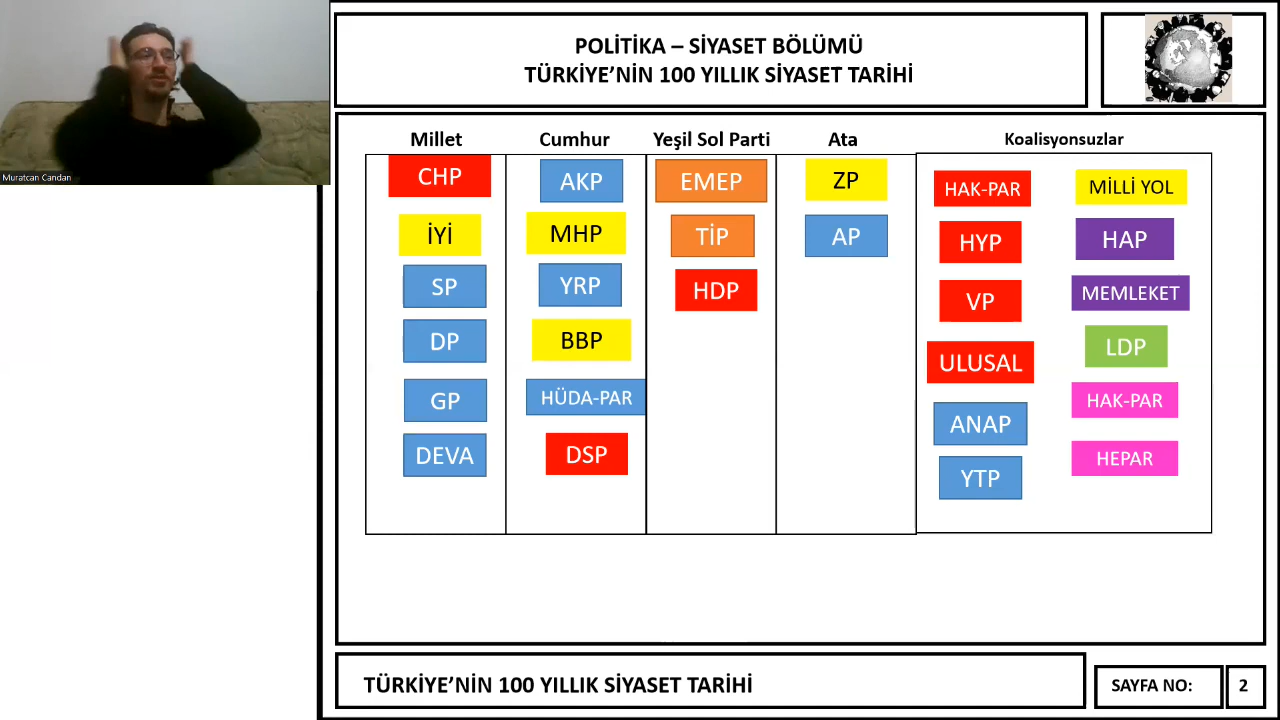 Muratcan Candan
POLİTİKA – SİYASET BÖLÜMÜ
TÜRKİYE'NİN 100 YILLIK SİYASET TARİHİ
Millet
CHP
İYİ
SP
DP
GP
DEVA
Cumhur
AKP
MHP
YRP
BBP
HÜDA-PAR
DSP
Yeşil Sol Parti
EMEP
TİP
HDP
Ata
ZP
AP
Koalisyonsuzlar
HAK-PAR
HYP
VP
ULUSAL
ANAP
YTP
MİLLİ YOL
HAP
MEMLEKET
LDP
HAK-PAR
HEPAR
TÜRKİYE'NİN 100 YILLIK SİYASET TARİHİ
SAYFA NO:
2